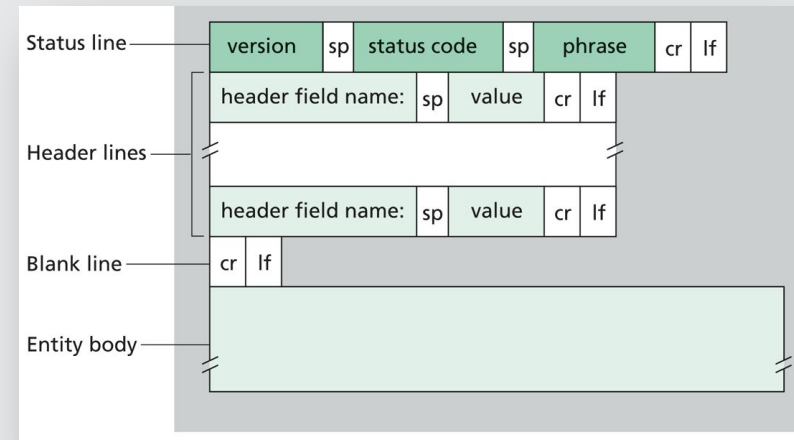 Status line version sp status code sp phrase cr lf
header field name: sp value cr lf
Header lines
header field name: sp value cr lf
Blank line cr lf
Entity body